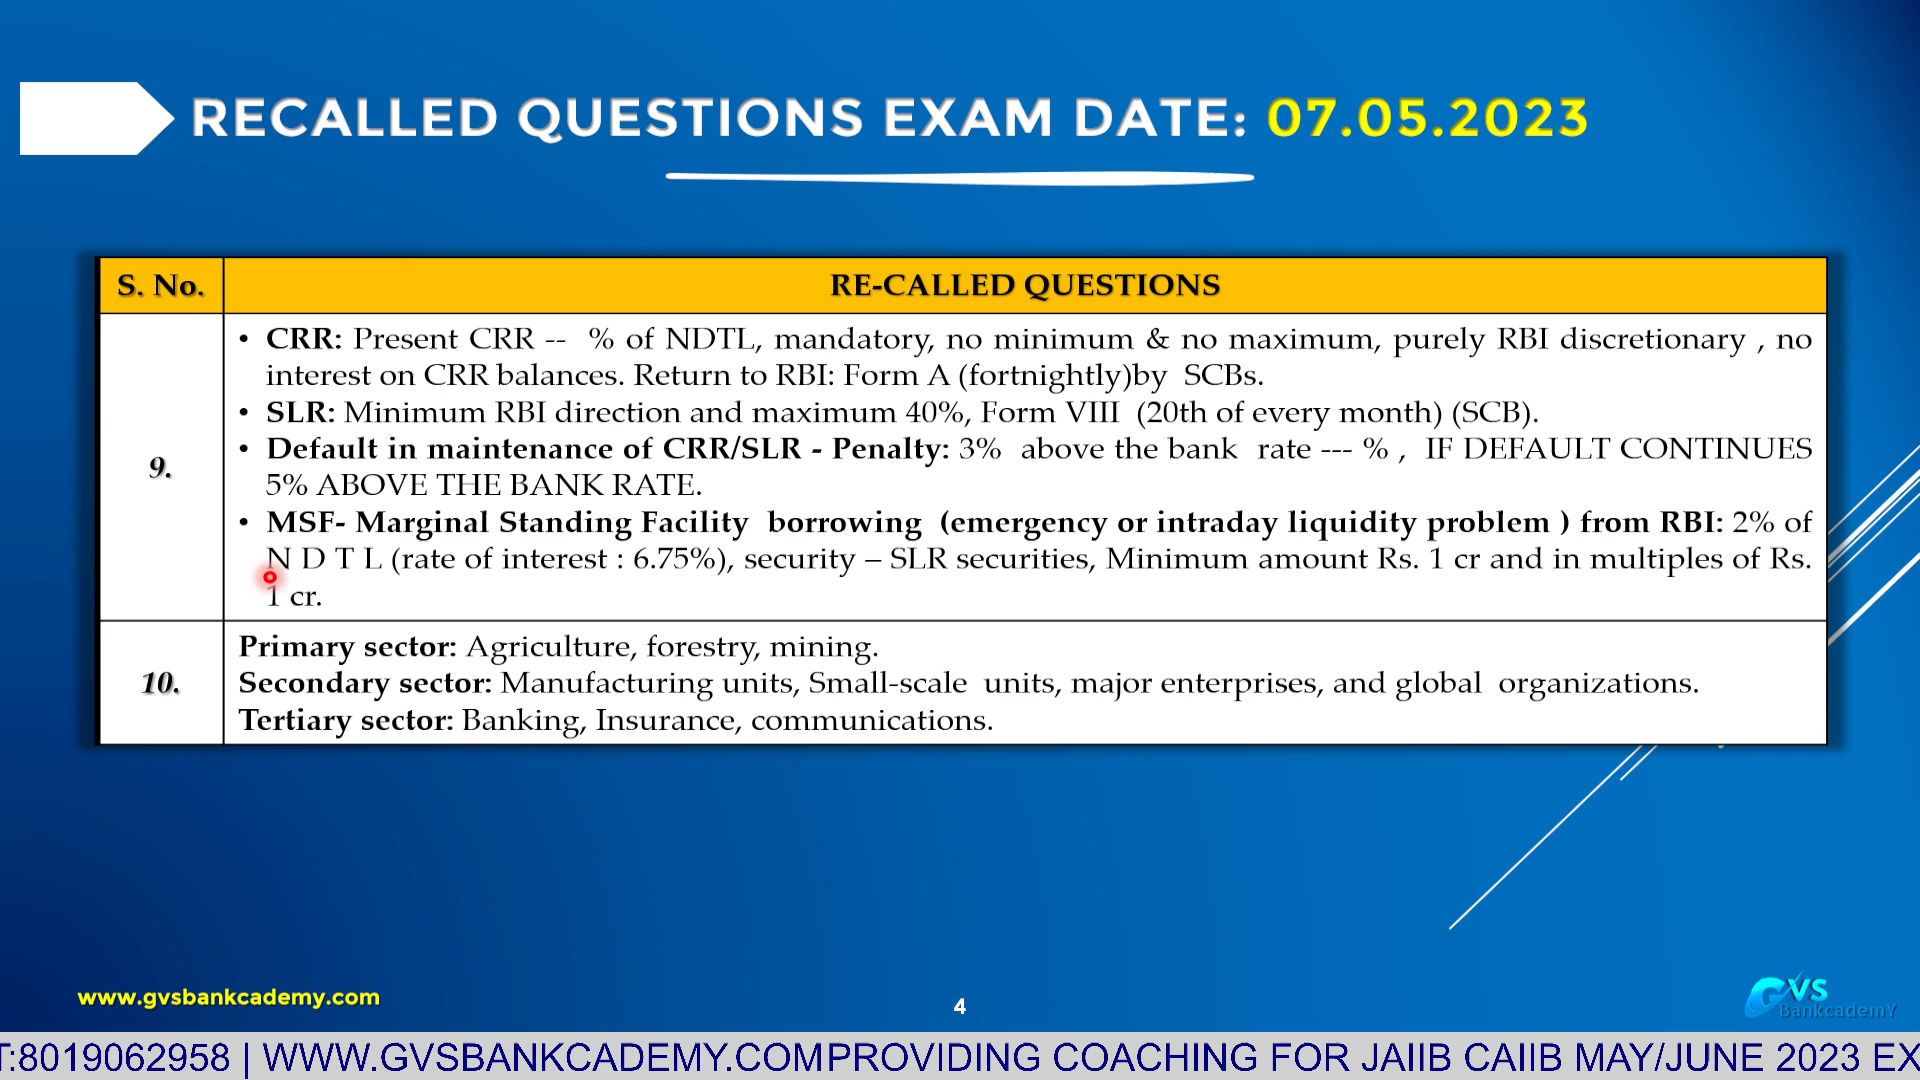 RECALLED QUESTIONS EXAM DATE: 07.05.2023
S. No. RE-CALLED QUESTIONS
9.
• CRR: Present CRR -- % of NDTL, mandatory, no minimum & no maximum, purely RBI discretionary , no
interest on CRR balances. Return to RBI: Form A (fortnightly)by SCBs.
• SLR: Minimum RBI direction and maximum 40%, Form VIII (20th of every month) (SCB).
• Default in maintenance of CRR/SLR - Penalty: 3% above the bank rate --- % , IF DEFAULT CONTINUES
5% ABOVE THE BANK RATE.
• MSF- Marginal Standing Facility borrowing (emergency or intraday liquidity problem ) from RBI: 2% of
N D T L (rate of interest : 6.75%), security – SLR securities, Minimum amount Rs. 1 cr and in multiples of Rs.
1 cr.
10.
Primary sector: Agriculture, forestry, mining.
Secondary sector: Manufacturing units, Small-scale units, major enterprises, and global organizations.
Tertiary sector: Banking, Insurance, communications.
www.gvsbankcademy.com
4
GVS
BankcademY
T:8019062958 | WWW.GVSBANKCADEMY.COMPROVIDING COACHING FOR JAIIB CAIIB MAY/JUNE 2023 EX